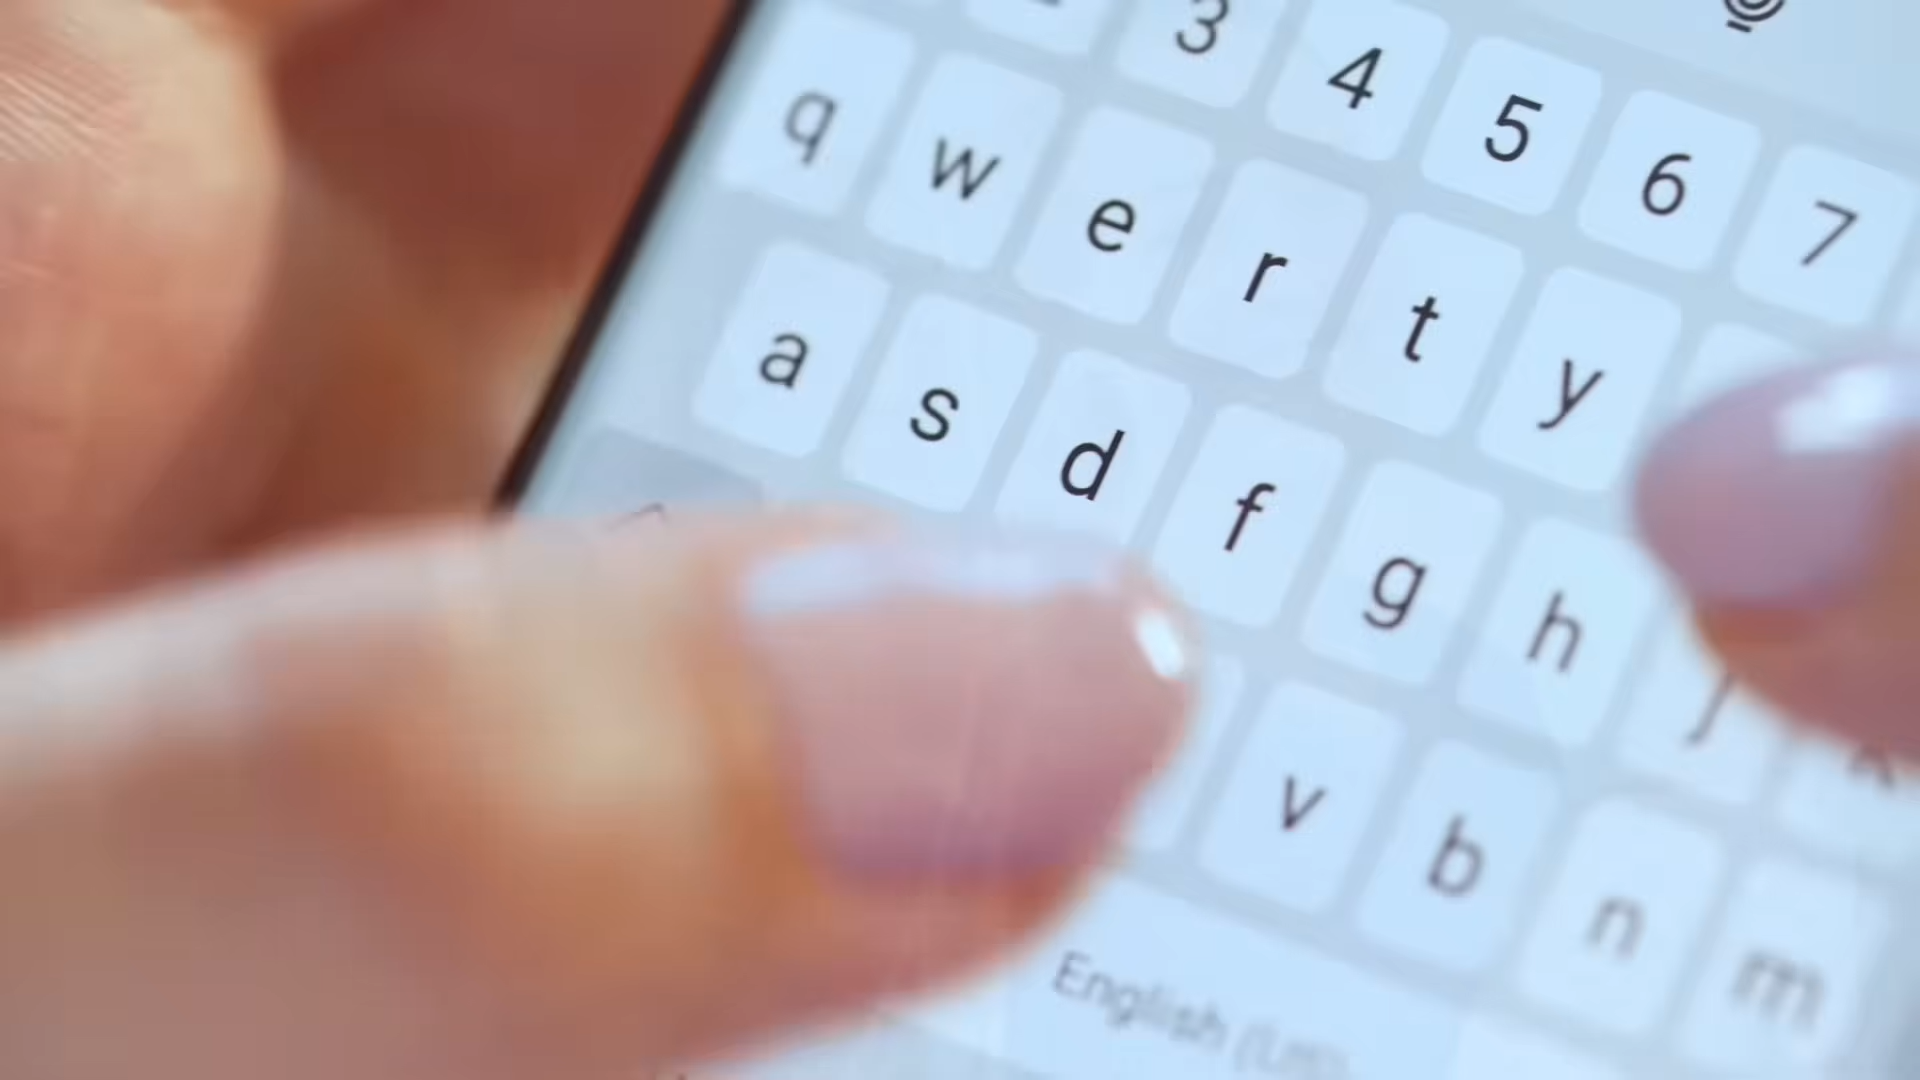 3 4 5 6 7
q w e r t y
a s d f g h j
v b n m
English